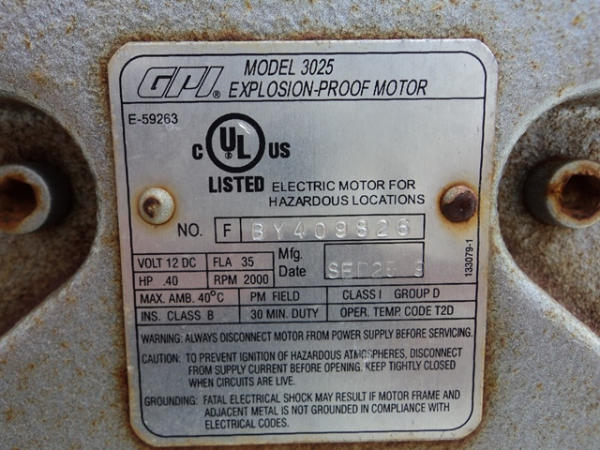 GPI® MODEL 3025
EXPLOSION-PROOF MOTOR
E-59263
C UL US
®
LISTED ELECTRIC MOTOR FOR
HAZARDOUS LOCATIONS
NO. F BY409826
VOLT 12 DC FLA 35 Mfg.
HP .40 RPM 2000 Date
MAX. AMB. 40°C PM FIELD CLASS I GROUP D
INS. CLASS B 30 MIN. DUTY OPER. TEMP. CODE T2D
133079-1
WARNING: ALWAYS DISCONNECT MOTOR FROM POWER SUPPLY BEFORE SERVICING.
CAUTION: TO PREVENT IGNITION OF HAZARDOUS ATMOSPHERES, DISCONNECT
FROM SUPPLY CURRENT BEFORE OPENING. KEEP TIGHTLY CLOSED
WHEN CIRCUITS ARE LIVE.
GROUNDING: FATAL ELECTRICAL SHOCK MAY RESULT IF MOTOR FRAME AND
ADJACENT METAL IS NOT GROUNDED IN COMPLIANCE WITH
ELECTRICAL CODES.